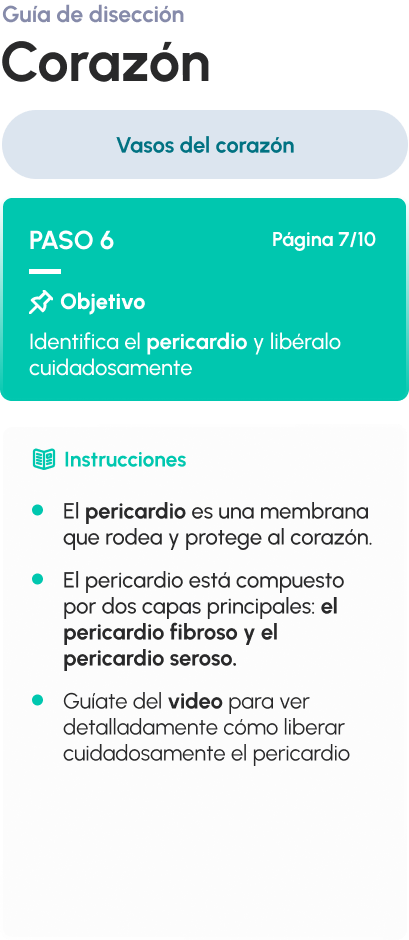 Guía de disección
Corazón
Vasos del corazón
PASO 6
Página 7/10
Objetivo
Identifica el pericardio y libéralo
cuidadosamente
Instrucciones
El pericardio es una membrana
que rodea y protege al corazón.
El pericardio está compuesto
por dos capas principales: el
pericardio fibroso y el
pericardio seroso.
Guíate del video para ver
detalladamente cómo liberar
cuidadosamente el pericardio